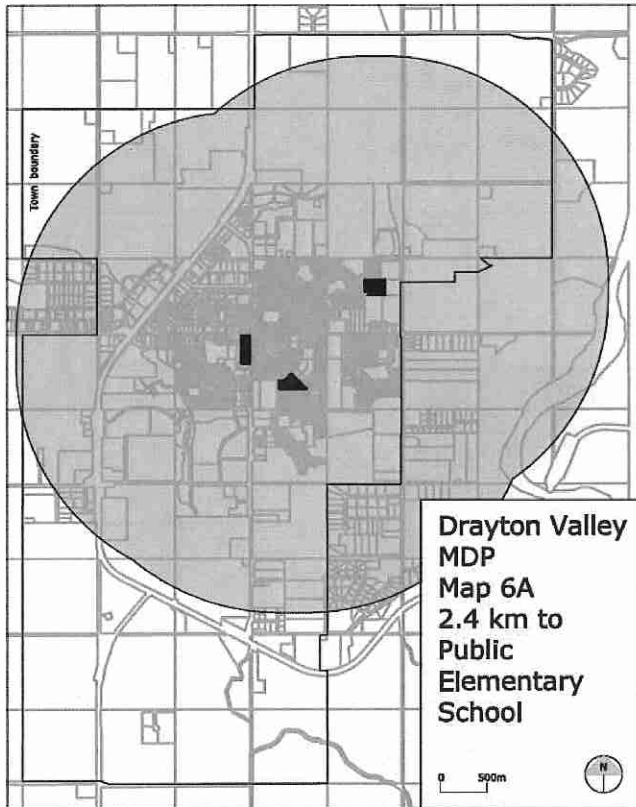 Town boundary
Drayton Valley
MDP
Map 6A
2.4 km to
Public
Elementary
School
0 500m
N